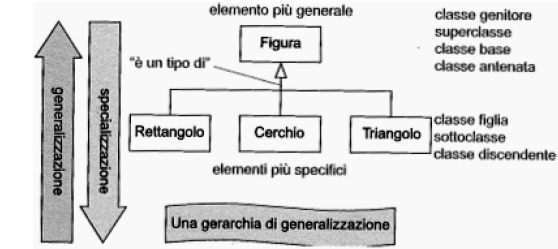 elemento più generale
classe genitore
superclasse
classe base
classe antenata
Figura
"è un tipo di"
generalizzazione
specializzazione
Rettangolo
Cerchio
Triangolo
classe figlia
sottoclasse
classe discendente
elementi più specifici
Una gerarchia di generalizzazione